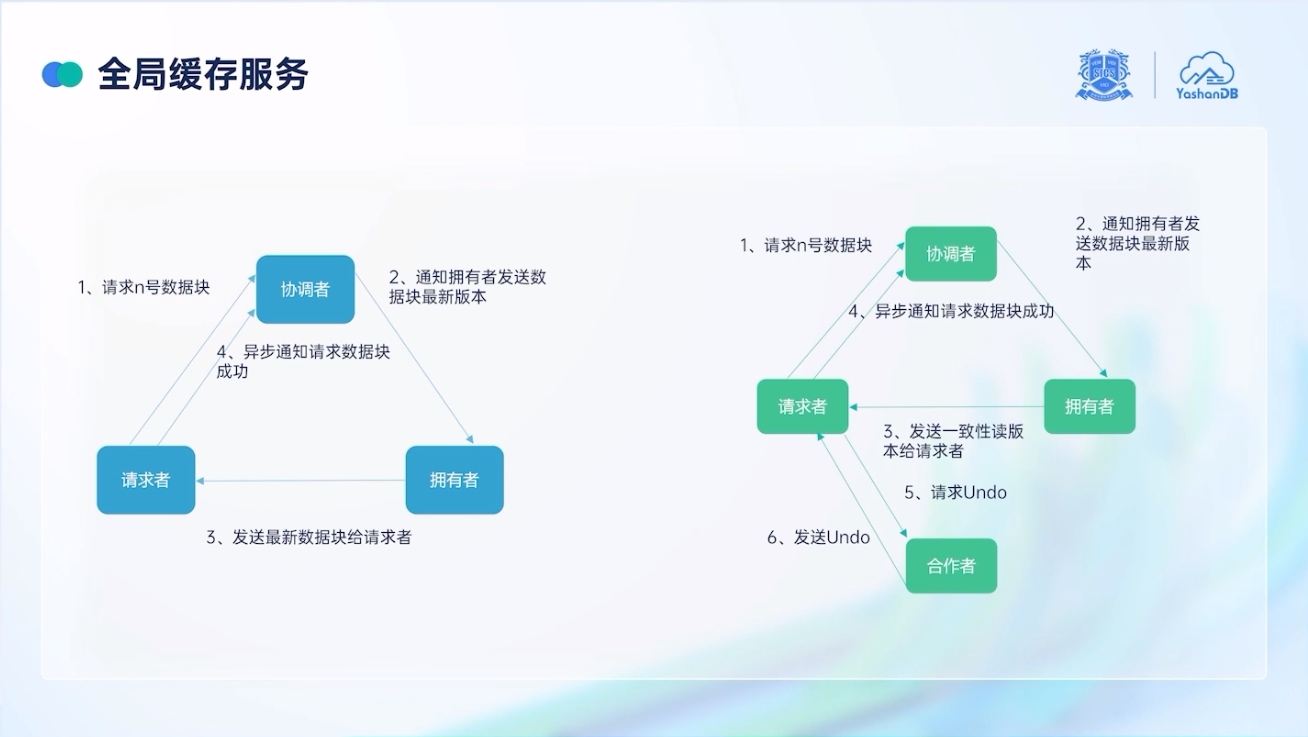 全局缓存服务
SICS
YashanDB
1、请求n号数据块
协调者
2、通知拥有者发送数
据块最新版本
4、异步通知请求数据块
成功
请求者
拥有者
3、发送最新数据块给请求者
1、请求n号数据块
协调者
2、通知拥有者发
送数据块最新版
本
4、异步通知请求数据块成功
请求者
拥有者
3、发送一致性读版
本给请求者
5、请求Undo
6、发送Undo
合作者